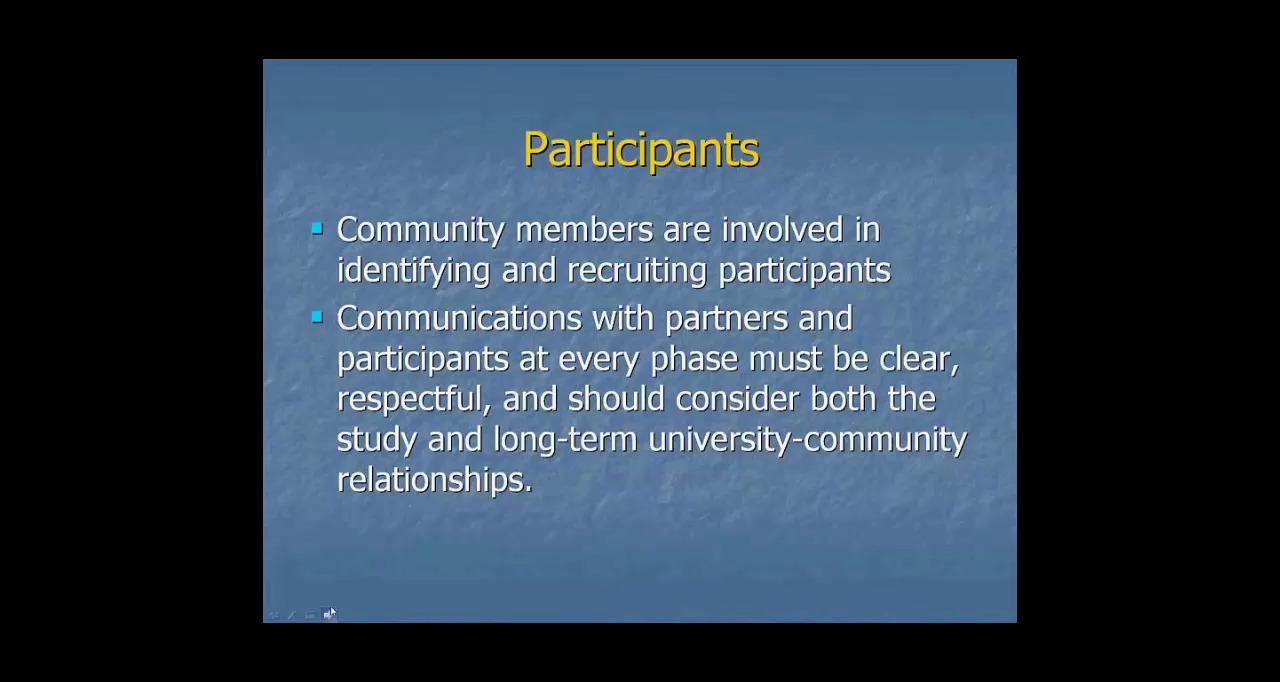 Participants
Community members are involved in
identifying and recruiting participants
Communications with partners and
participants at every phase must be clear,
respectful, and should consider both the
study and long-term university-community
relationships.